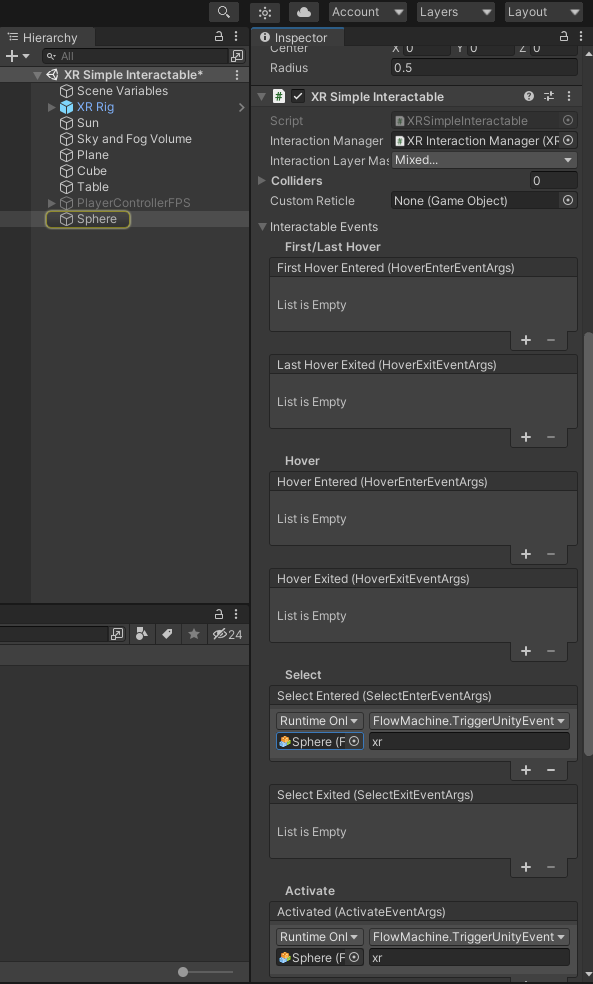 Account
Layers
Layout
Hierarchy
All
XR Simple Interactable*
Scene Variables
XR Rig
Sun
Sky and Fog Volume
Plane
Cube
Table
PlayerControllerFPS
Sphere
24
Inspector
Center X 0 Y 0 Z 0
Radius 0.5
# XR Simple Interactable
Script # XRSimpleInteractable
Interaction Manager # XR Interaction Manager (XR
Interaction Layer Mas Mixed...
Colliders 0
Custom Reticle None (Game Object)
Interactable Events
First/Last Hover
First Hover Entered (HoverEnterEventArgs)
List is Empty
+ −
Last Hover Exited (HoverExitEventArgs)
List is Empty
+ −
Hover
Hover Entered (HoverEnterEventArgs)
List is Empty
+ −
Hover Exited (HoverExitEventArgs)
List is Empty
+ −
Select
Select Entered (SelectEnterEventArgs)
Runtime Onl FlowMachine.TriggerUnityEvent
Sphere (F xr
+ −
Select Exited (SelectExitEventArgs)
List is Empty
+ −
Activate
Activated (ActivateEventArgs)
Runtime Onl FlowMachine.TriggerUnityEvent
Sphere (F xr